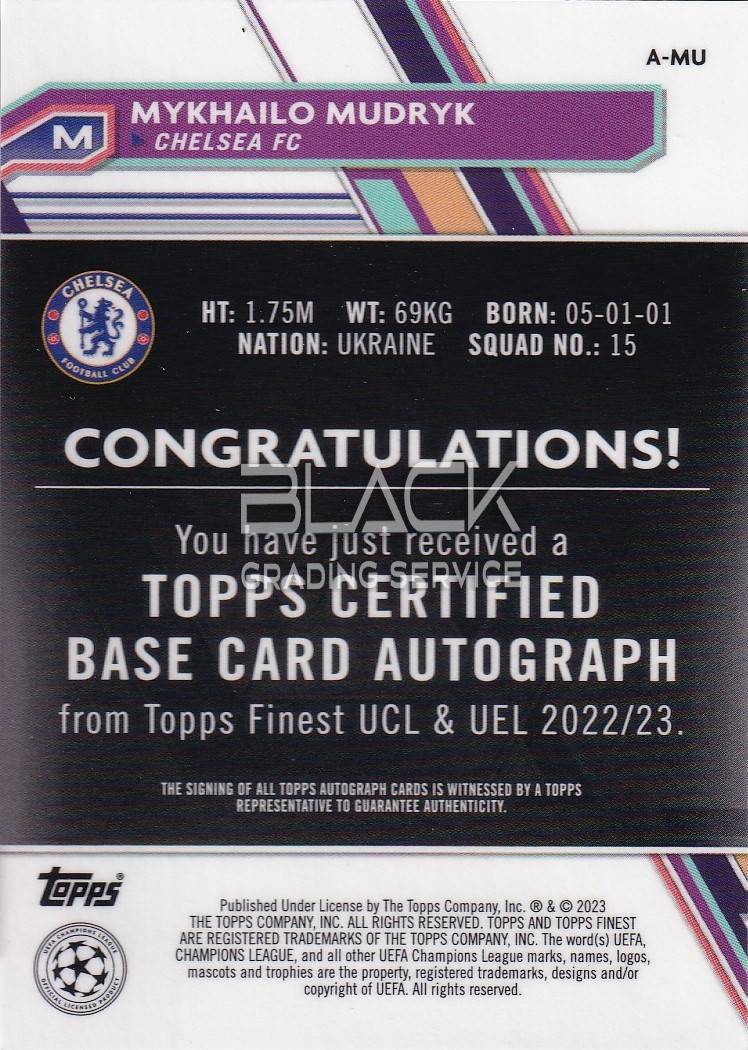 A-MU
M
MYKHAILO MUDRYK
CHELSEA FC
CHELSEA
FOOTBALL CLUB
HT: 1.75M WT: 69KG BORN: 05-01-01
NATION: UKRAINE SQUAD NO.: 15
CONGRATULATIONS!
BLACK
You have just received a
GRADING SERVICE
TOPPS CERTIFIED
BASE CARD AUTOGRAPH
from Topps Finest UCL & UEL 2022/23.
THE SIGNING OF ALL TOPPS AUTOGRAPH CARDS IS WITNESSED BY A TOPPS
REPRESENTATIVE TO GUARANTEE AUTHENTICITY.
topps®
UEFA CHAMPIONS LEAGUE
OFFICIAL LICENSED PRODUCT
Published Under License by The Topps Company, Inc. ® & © 2023
THE TOPPS COMPANY, INC. ALL RIGHTS RESERVED. TOPPS AND TOPPS FINEST
ARE REGISTERED TRADEMARKS OF THE TOPPS COMPANY, INC. The word(s) UEFA,
CHAMPIONS LEAGUE, and all other UEFA Champions League marks, names, logos,
mascots and trophies are the property, registered trademarks, designs and/or
copyright of UEFA. All rights reserved.